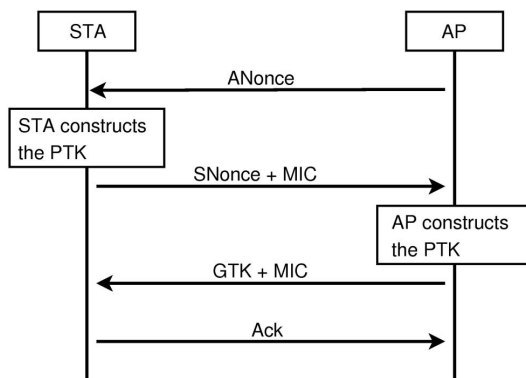 STA
AP
ANonce
STA constructs
the PTK
SNonce + MIC
AP constructs
the PTK
GTK + MIC
Ack